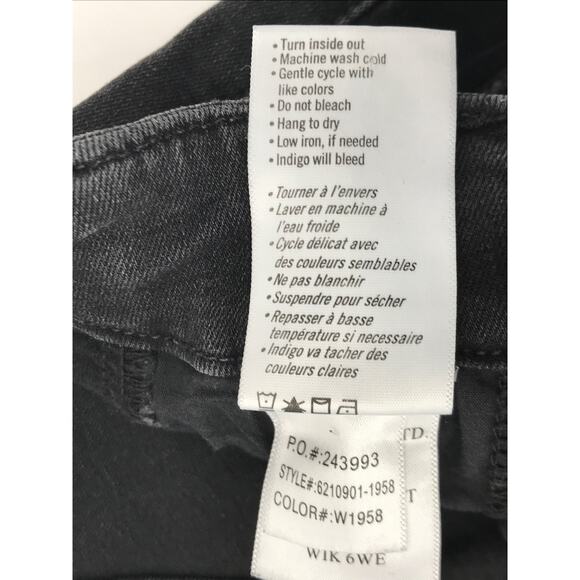 • Turn inside out
• Machine wash cold
• Gentle cycle with
like colors
• Do not bleach
• Hang to dry
• Low iron, if needed
• Indigo will bleed
• Tourner à l'envers
• Laver en machine à
l'eau froide
• Cycle délicat avec
des couleurs semblables
• Ne pas blanchir
• Suspendre pour sécher
• Repasser à basse
température si necessaire
• Indigo va tacher des
couleurs claires
TD.
P.O.#:243993
STYLE#:6210901-1958
T
COLOR#:W1958
WIK 6WE